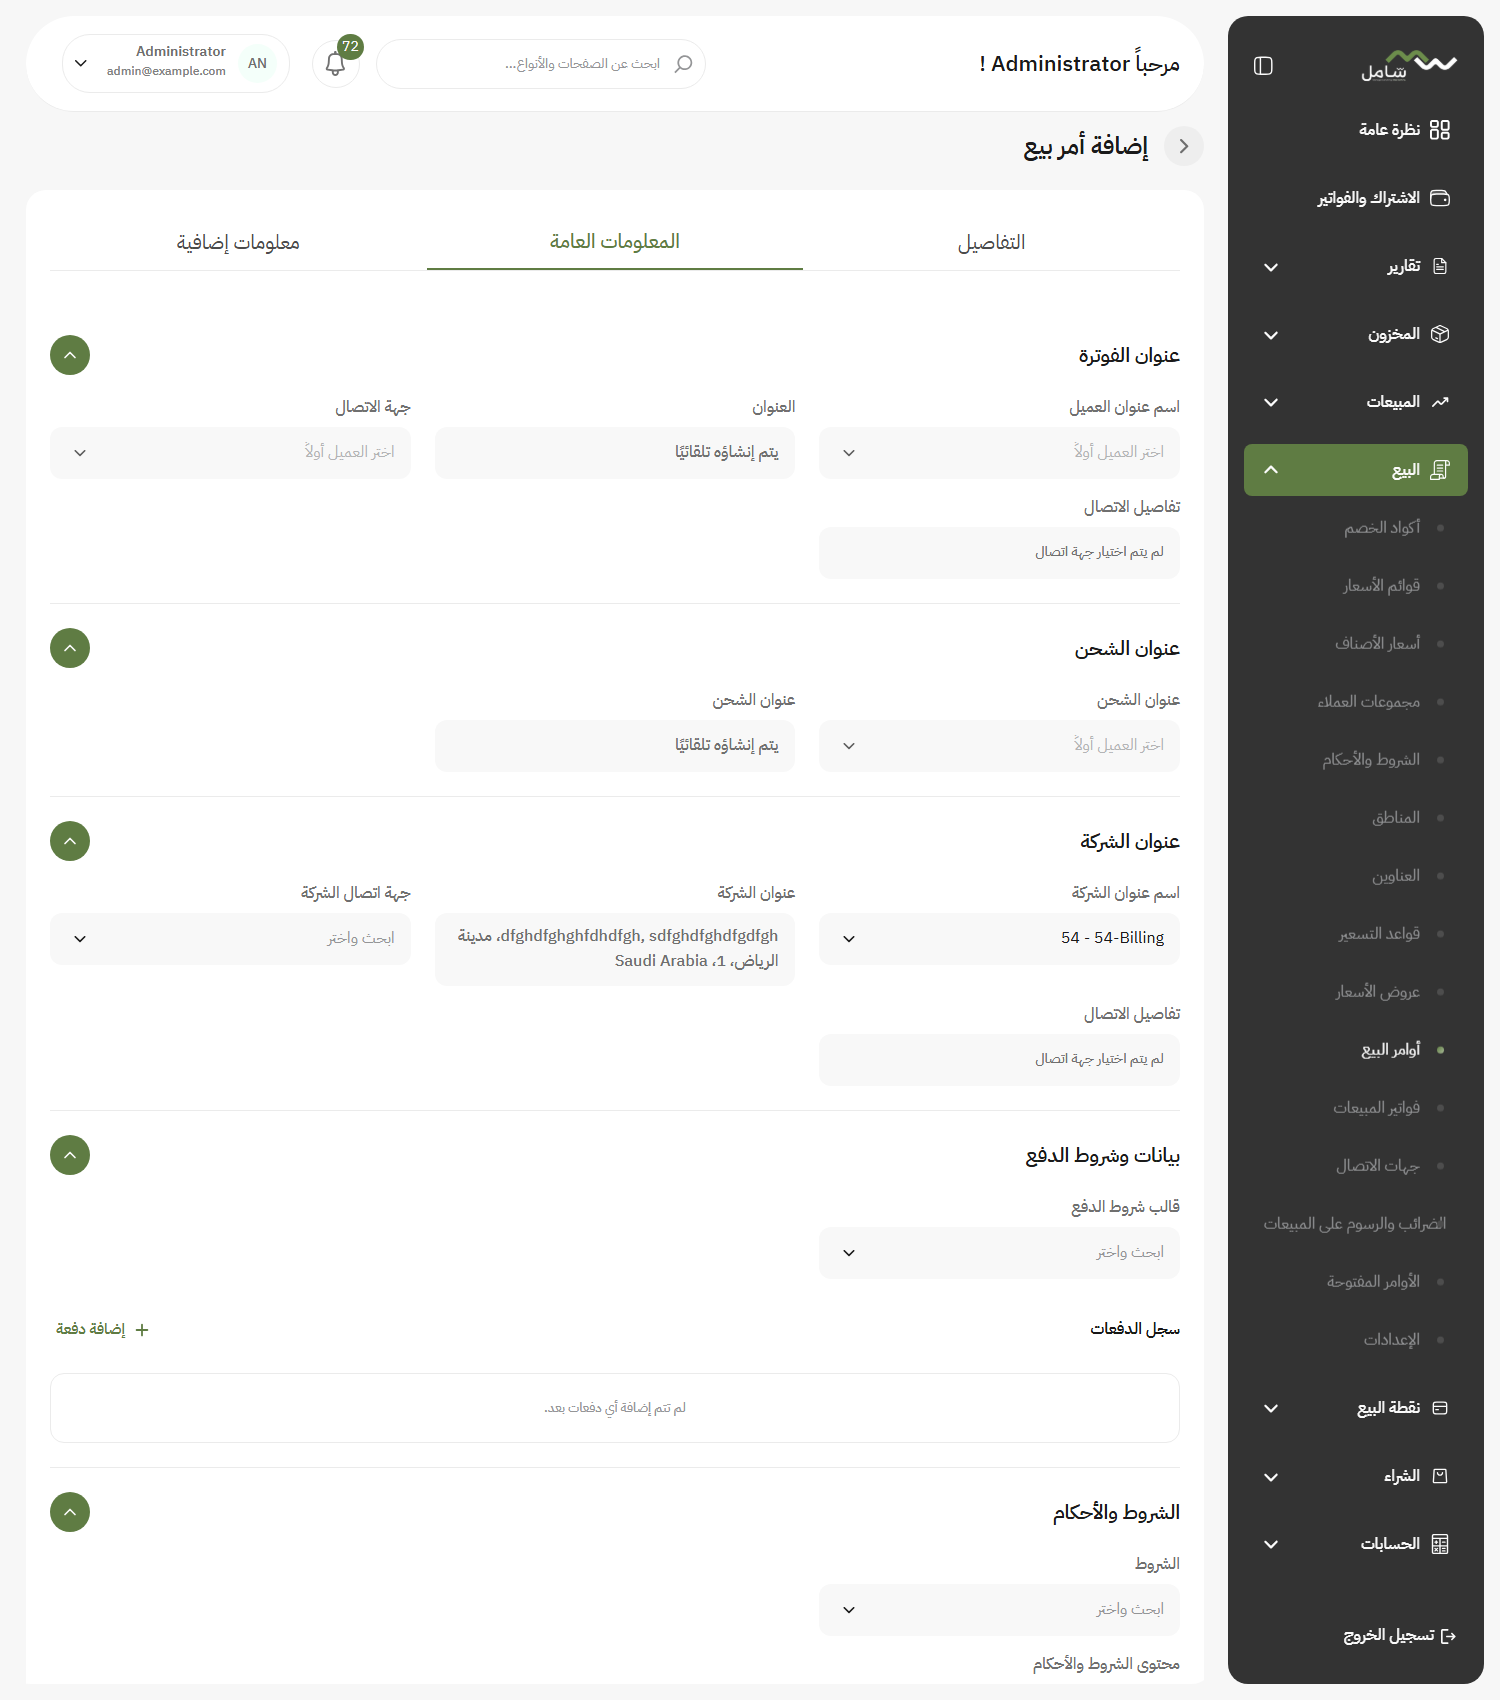 شامل
نظرة عامة
الاشتراك والفواتير
تقارير
المخزون
المبيعات
البيع
أكواد الخصم
قوائم الأسعار
أسعار الأصناف
مجموعات العملاء
الشروط والأحكام
المناطق
العناوين
قواعد التسعير
عروض الأسعار
أوامر البيع
فواتير المبيعات
جهات الاتصال
الضرائب والرسوم على المبيعات
الأوامر المفتوحة
الإعدادات
نقطة البيع
الشراء
الحسابات
تسجيل الخروج
مرحباً Administrator !
ابحث عن الصفحات والأنواع...
72
AN
Administrator
admin@example.com
إضافة أمر بيع
التفاصيل
المعلومات العامة
معلومات إضافية
عنوان الفوترة
اسم عنوان العميل
العنوان
جهة الاتصال
اختر العميل أولاً
يتم إنشاؤه تلقائيًا
اختر العميل أولاً
تفاصيل الاتصال
لم يتم اختيار جهة اتصال
عنوان الشحن
عنوان الشحن
عنوان الشحن
اختر العميل أولاً
يتم إنشاؤه تلقائيًا
عنوان الشركة
اسم عنوان الشركة
عنوان الشركة
جهة اتصال الشركة
54 - 54-Billing
dfghdfghghfdhdfgh, sdfghdfghdfgdfgh، مدينة
الرياض، 1، Saudi Arabia
ابحث واختر
تفاصيل الاتصال
لم يتم اختيار جهة اتصال
بيانات وشروط الدفع
قالب شروط الدفع
ابحث واختر
سجل الدفعات
إضافة دفعة
لم تتم إضافة أي دفعات بعد.
الشروط والأحكام
الشروط
ابحث واختر
محتوى الشروط والأحكام